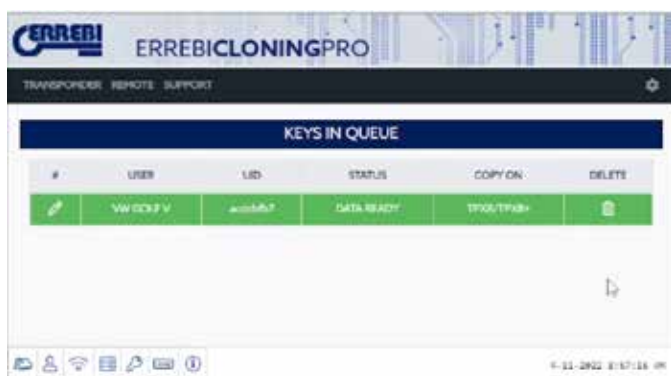 ERREBI
ERREBICLONINGPRO
TRANSPONDER REMOTE SUPPORT
KEYS IN QUEUE
# USER UID STATUS COPY ON DELETE
VW GOLF V DATA READY